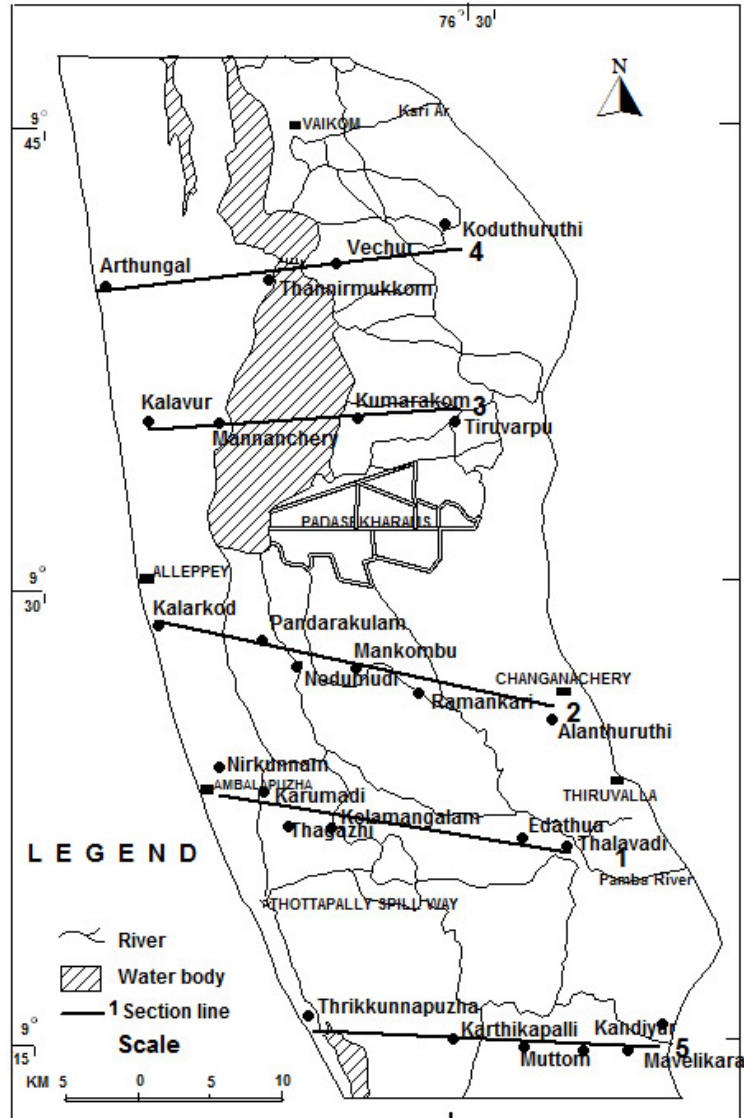 76° 30'
N
9° 45'
VAIKOM
Kari Ar
Koduthuruthi
Vechur
4
Arthungal
Thannirmukkom
Kalavur
Kumarakom
3
Mannanchery
Tiruvarpu
PADASEKHARAMS
ALLEPPEY
9° 30'
Kalarkod
Pandarakulam
Mankombu
Nedumudi
CHANGANACHERY
Ramankari
2
Alanthuruthi
Nirkunnam
AMBALAPUZHA
THIRUVALLA
Karumadi
Kolamangalam
Thagazhi
Edathua
Thalavadi
1
LEGEND
Pamba River
THOTTAPALLY SPILL WAY
River
Water body
1 Section line
Thrikkunnapuzha
Scale
9° 15'
Karthikapalli
Kandiyur
Muttom
Mavelikara
5
KM 5 0 10